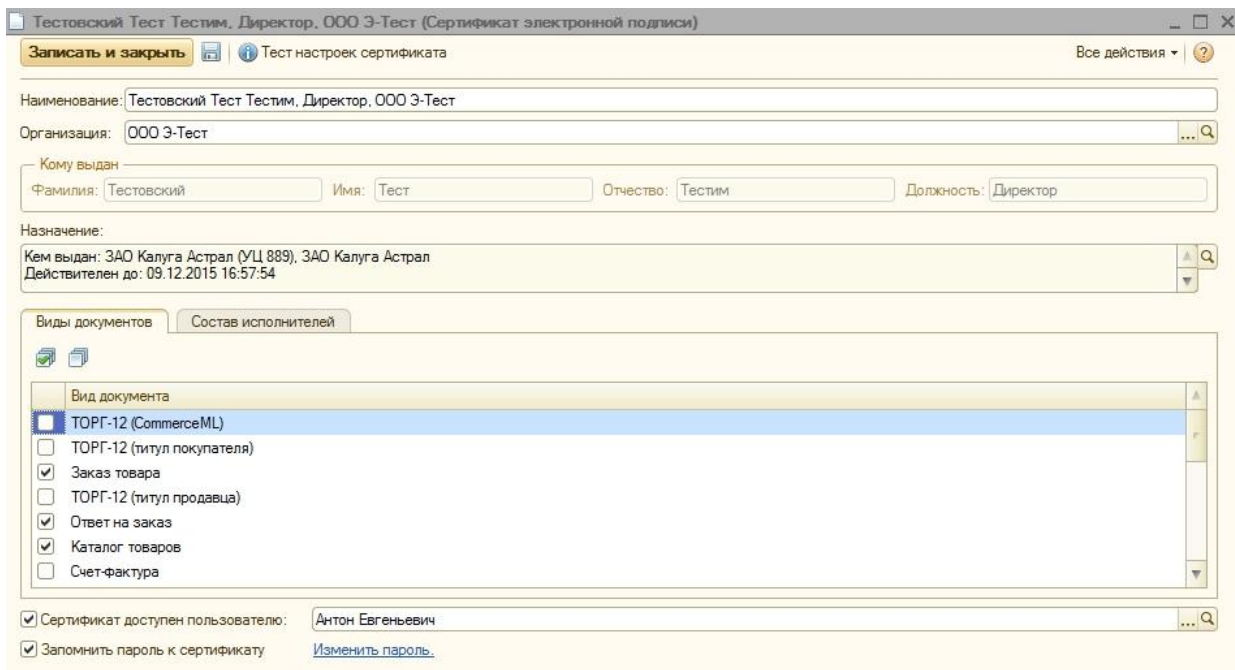 Тестовский Тест Тестим, Директор, ООО Э-Тест (Сертификат электронной подписи)
Записать и закрыть Тест настроек сертификата Все действия
Наименование: Тестовский Тест Тестим, Директор, ООО Э-Тест
Организация: ООО Э-Тест ...
Кому выдан
Фамилия: Тестовский Имя: Тест Отчество: Тестим Должность: Директор
Назначение:
Кем выдан: ЗАО Калуга Астрал (УЦ 889), ЗАО Калуга Астрал
Действителен до: 09.12.2015 16:57:54
Виды документов Состав исполнителей
Вид документа
ТОРГ-12 (CommerceML)
ТОРГ-12 (титул покупателя)
Заказ товара
ТОРГ-12 (титул продавца)
Ответ на заказ
Каталог товаров
Счет-фактура
Сертификат доступен пользователю: Антон Евгеньевич ...
Запомнить пароль к сертификату Изменить пароль.